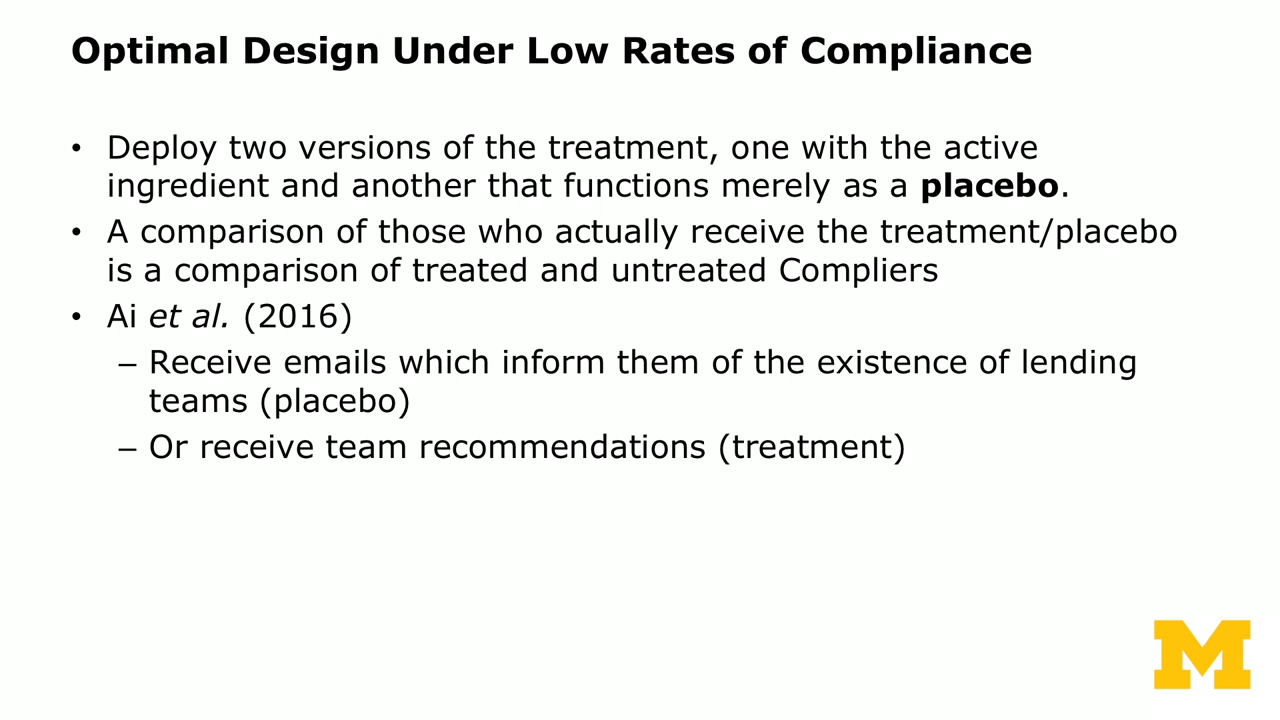 Optimal Design Under Low Rates of Compliance
• Deploy two versions of the treatment, one with the active
ingredient and another that functions merely as a placebo.
• A comparison of those who actually receive the treatment/placebo
is a comparison of treated and untreated Compliers
• Ai et al. (2016)
– Receive emails which inform them of the existence of lending
teams (placebo)
– Or receive team recommendations (treatment)
M